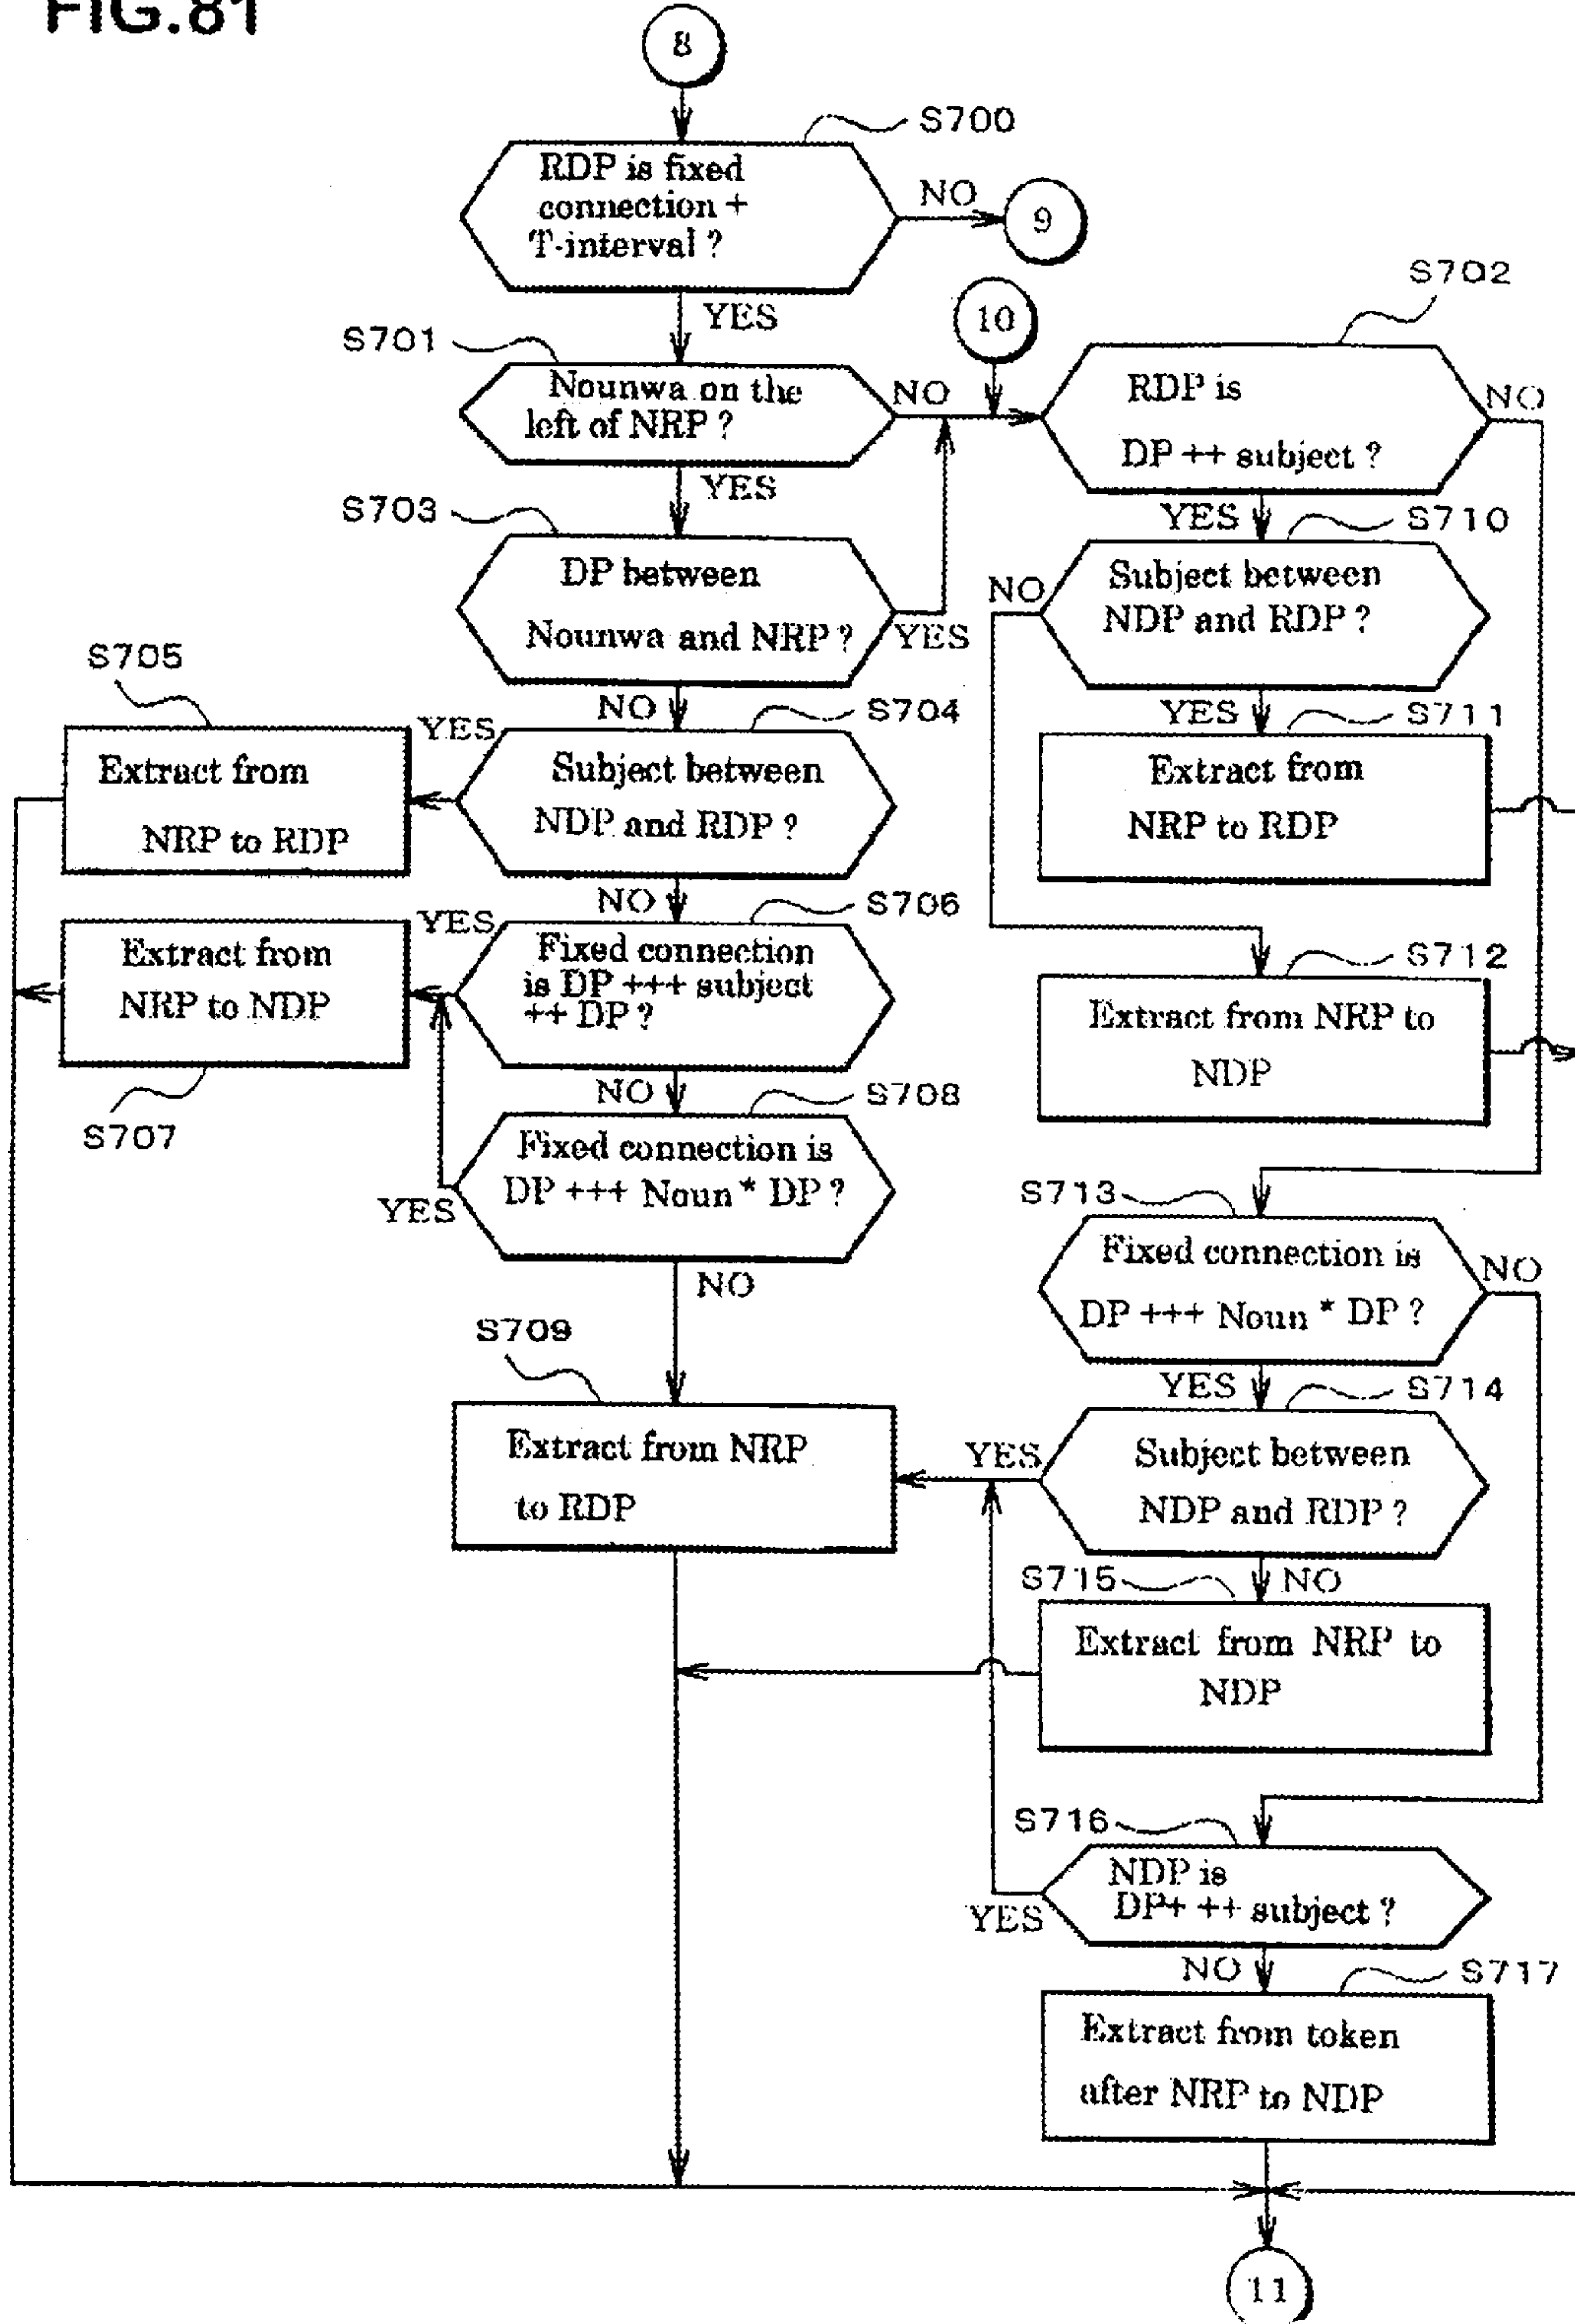 FIG.81
8
S700
RDP is fixed
connection +
T-interval ?
NO
9
YES
10
S701
Nounwa on the
left of NRP ?
NO
YES
S702
RDP is
DP ++ subject ?
NO
YES
S703
DP between
Nounwa and NRP ?
YES
NO
S710
Subject between
NDP and RDP ?
NO
YES
S704
Subject between
NDP and RDP ?
YES
NO
S705
Extract from
NRP to RDP
S711
Extract from
NRP to RDP
S706
Fixed connection
is DP +++ subject
++ DP ?
YES
NO
Extract from
NRP to NDP
S707
S712
Extract from NRP to
NDP
S708
Fixed connection is
DP +++ Noun * DP ?
YES
NO
S713
Fixed connection is
DP +++ Noun * DP ?
NO
YES
S709
Extract from NRP
to RDP
S714
Subject between
NDP and RDP ?
YES
NO
S715
Extract from NRP to
NDP
S716
NDP is
DP+ ++ subject ?
YES
NO
S717
Extract from token
after NRP to NDP
11